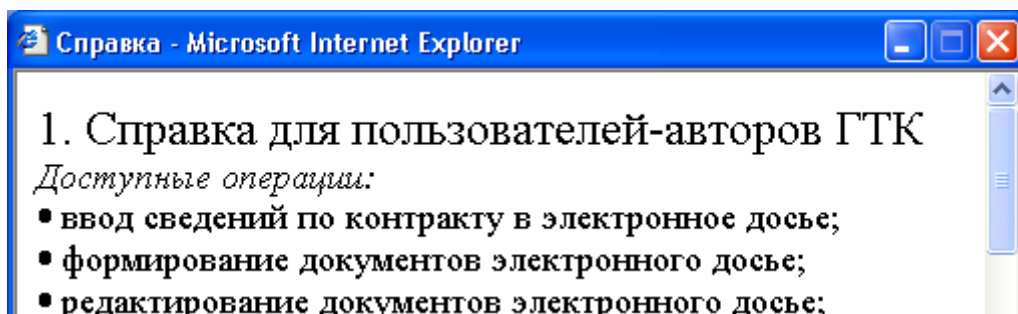 Справка - Microsoft Internet Explorer
1. Справка для пользователей-авторов ГТК
Доступные операции:
• ввод сведений по контракту в электронное досье;
• формирование документов электронного досье;
• редактирование документов электронного досье;